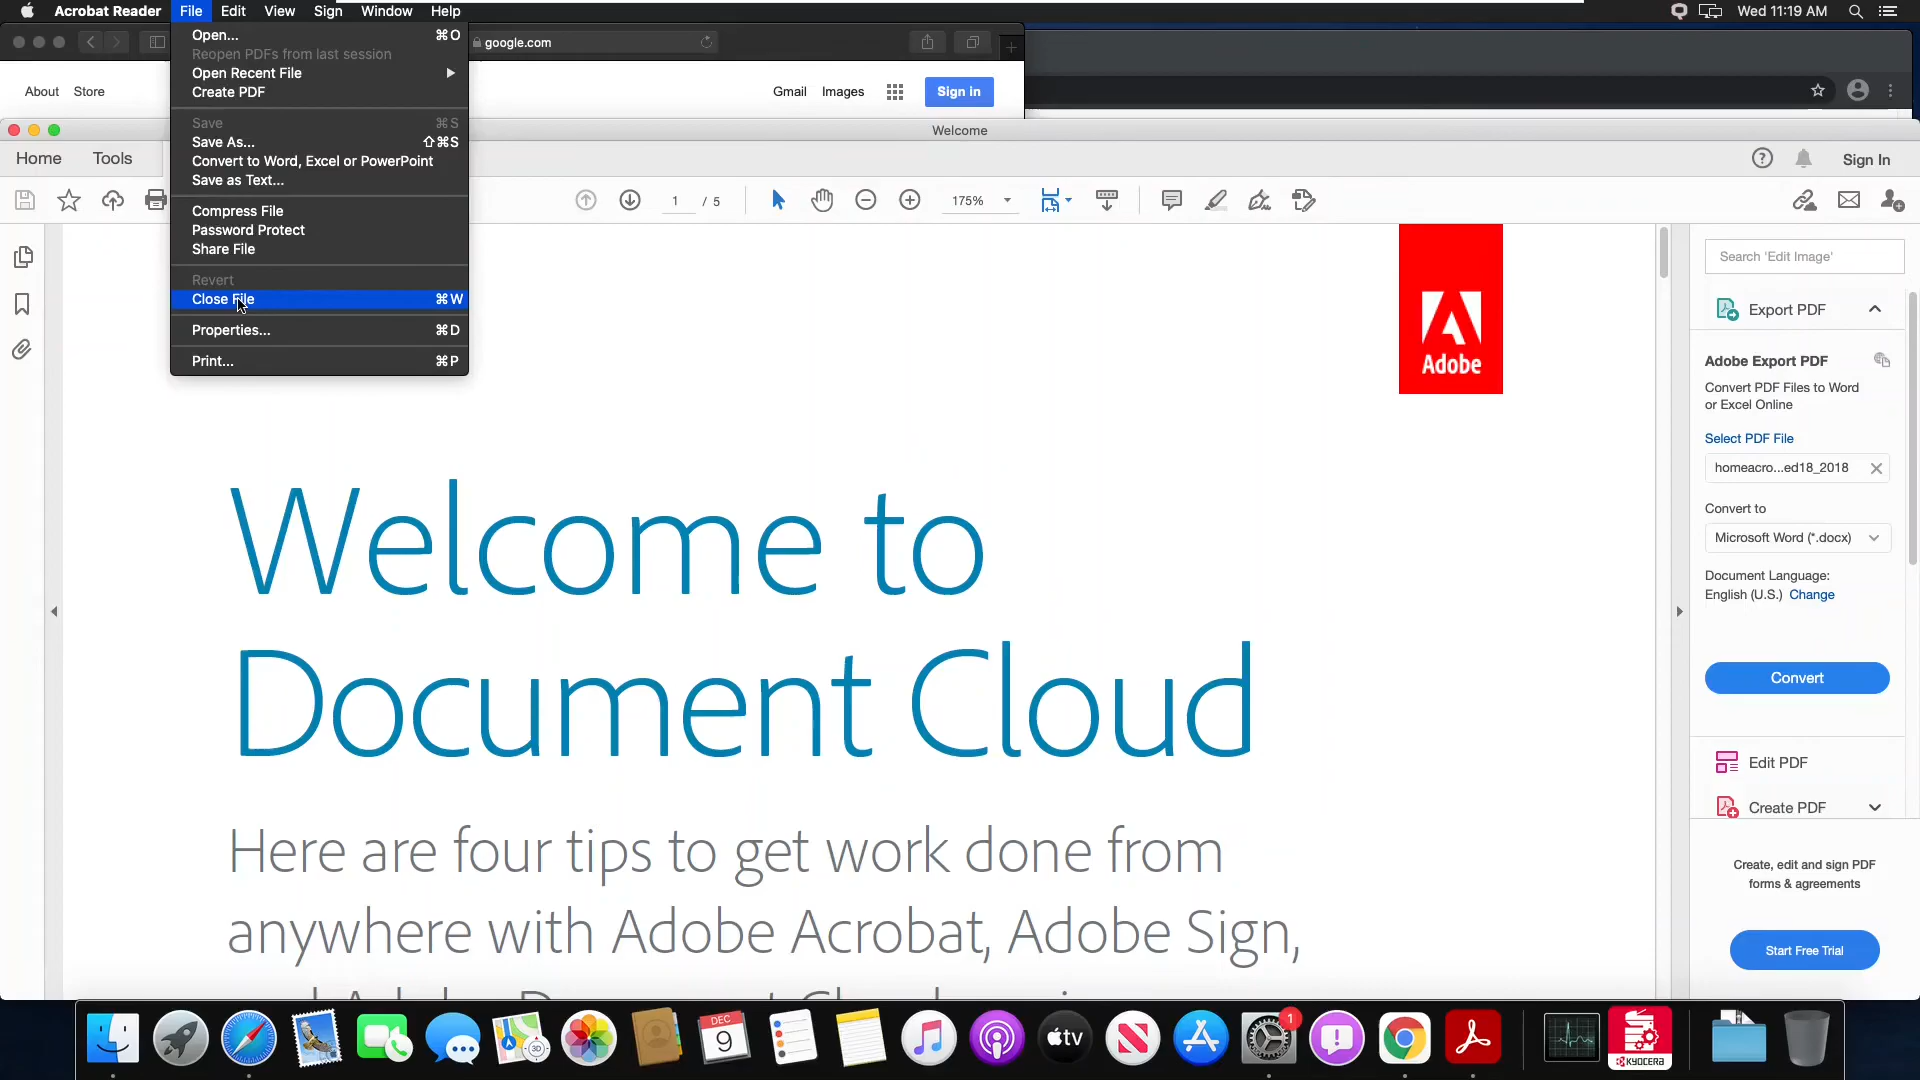 Acrobat Reader File Edit View Sign Window Help
Wed 11:19 AM
google.com
About Store
Gmail Images Sign in
Open... ⌘O
Reopen PDFs from last session
Open Recent File
Create PDF
Save ⌘S
Save As... ⇧⌘S
Convert to Word, Excel or PowerPoint
Save as Text...
Compress File
Password Protect
Share File
Revert
Close File ⌘W
Properties... ⌘D
Print... ⌘P
Welcome
Home Tools
Sign In
1 / 5
175%
Adobe
Welcome to
Document Cloud
Here are four tips to get work done from
anywhere with Adobe Acrobat, Adobe Sign,
Search 'Edit Image'
Export PDF
Adobe Export PDF
Convert PDF Files to Word
or Excel Online
Select PDF File
homeacro...ed18_2018
Convert to
Microsoft Word (*.docx)
Document Language:
English (U.S.) Change
Convert
Edit PDF
Create PDF
Create, edit and sign PDF
forms & agreements
Start Free Trial
3D
DEC
9
tv
1
KYOCERA